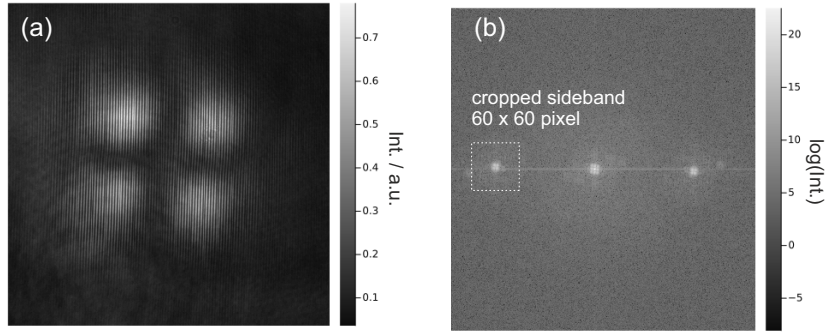 (a)
0.7
0.6
0.5
0.4
0.3
0.2
0.1
Int. / a.u.
(b)
cropped sideband
60 x 60 pixel
20
15
10
5
0
−5
log(Int.)